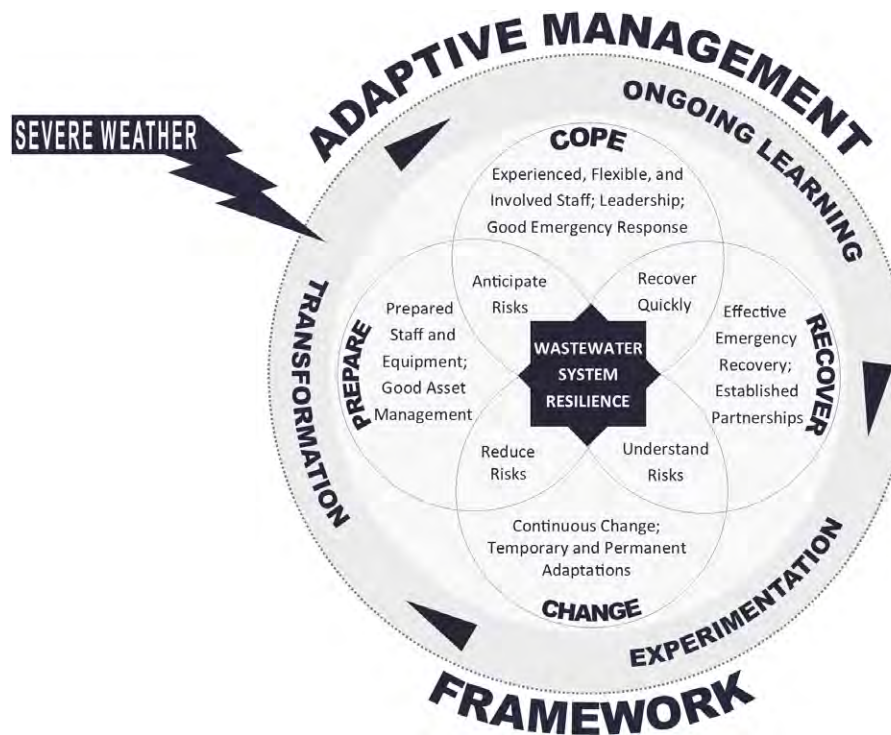 ADAPTIVE MANAGEMENT
SEVERE WEATHER
ONGOING LEARNING
COPE
Experienced, Flexible, and
Involved Staff; Leadership;
Good Emergency Response
Anticipate
Risks
Recover
Quickly
TRANSFORMATION
PREPARE
Prepared
Staff and
Equipment;
Good Asset
Management
WASTEWATER
SYSTEM
RESILIENCE
Effective
Emergency
Recovery;
Established
Partnerships
RECOVER
Reduce
Risks
Understand
Risks
Continuous Change;
Temporary and Permanent
Adaptations
CHANGE
EXPERIMENTATION
FRAMEWORK